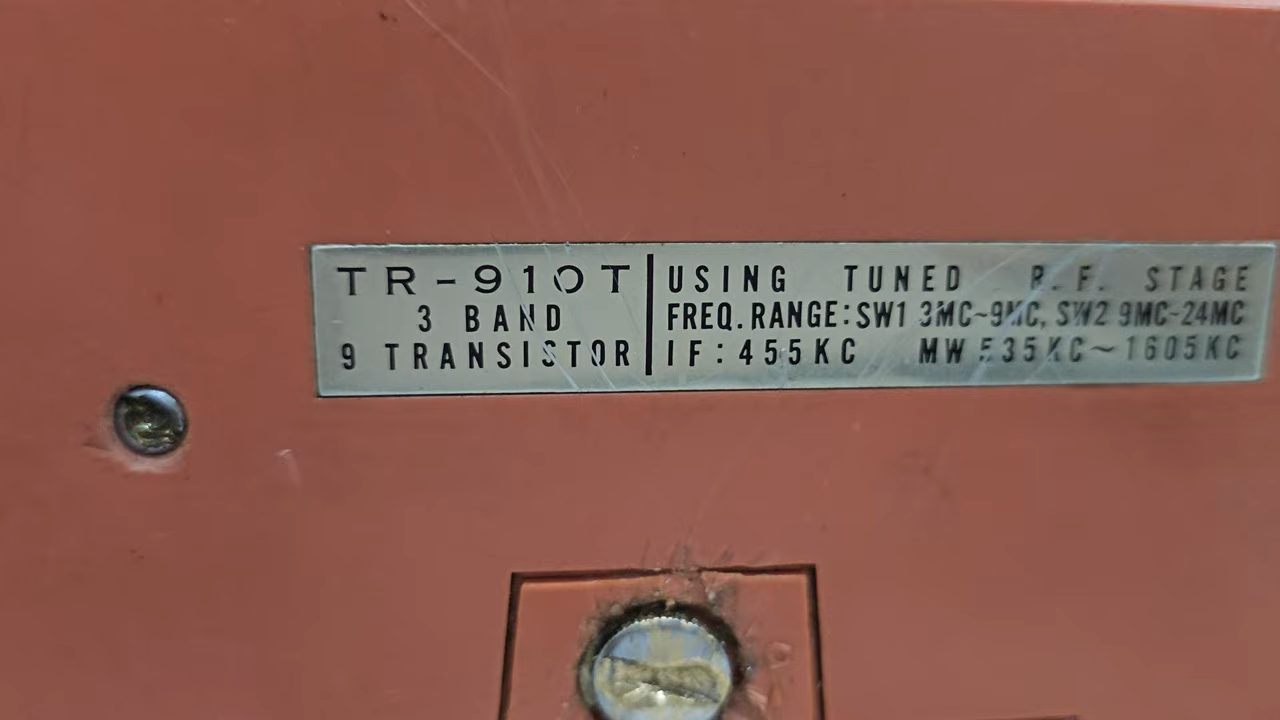 TR-910T
3 BAND
9 TRANSISTOR
USING TUNED R.F. STAGE
FREQ.RANGE:SW1 3MC~9MC, SW2 9MC~24MC
IF:455KC MW 535KC~1605KC